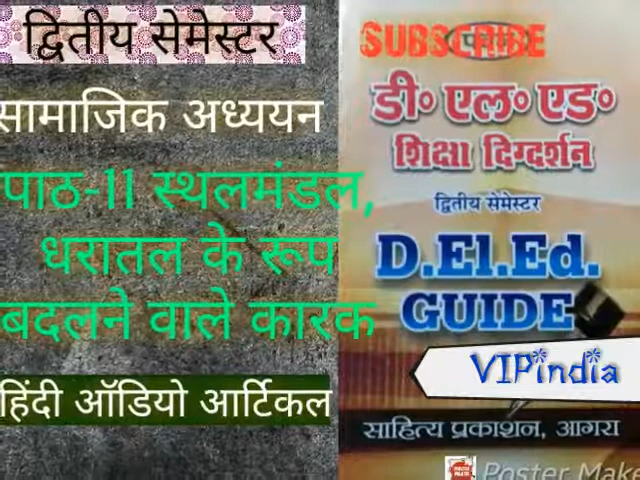 द्वितीय सेमेस्टर
सामाजिक अध्ययन
पाठ-11 स्थलमंडल,
धरातल के रूप
बदलने वाले कारक
हिंदी ऑडियो आर्टिकल
SUBSCRIBE
डी० एल० एड०
शिक्षा दिग्दर्शन
द्वितीय सेमेस्टर
D.El.Ed.
GUIDE
VIPindia
साहित्य प्रकाशन, आगरा
Poster Make